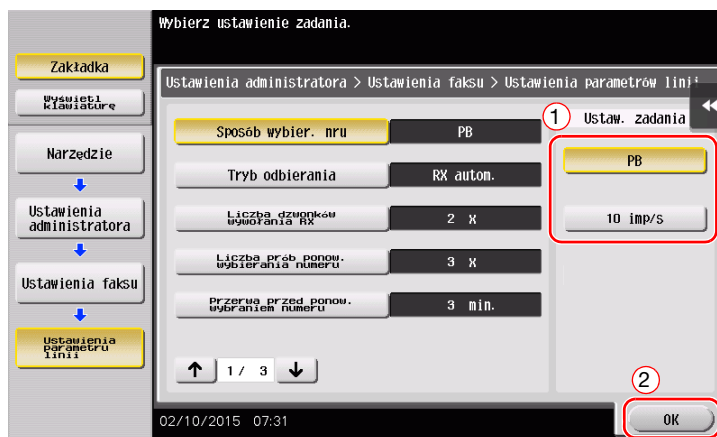 Wybierz ustawienie zadania.
Zakładka
Wyświetl
klawiaturę
Narzędzie
Ustawienia
administratora
Ustawienia faksu
Ustawienia
parametru
linii
Ustawienia administratora > Ustawienia faksu > Ustawienia parametrów linii
Sposób wybier. nru
PB
Tryb odbierania
RX autom.
Liczba dzwonków
wywołania RX
2 X
Liczba prób ponow.
wybierania numeru
3 X
Przerwa przed ponow.
wybraniem numeru
3 min.
1/ 3
1
Ustaw. zadania
PB
10 imp/s
2
02/10/2015 07:31
OK